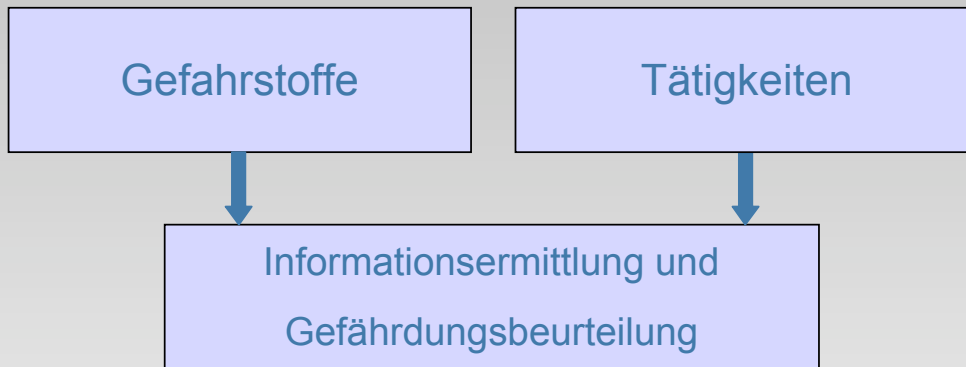 Gefahrstoffe
Tätigkeiten
Informationsermittlung und
Gefährdungsbeurteilung